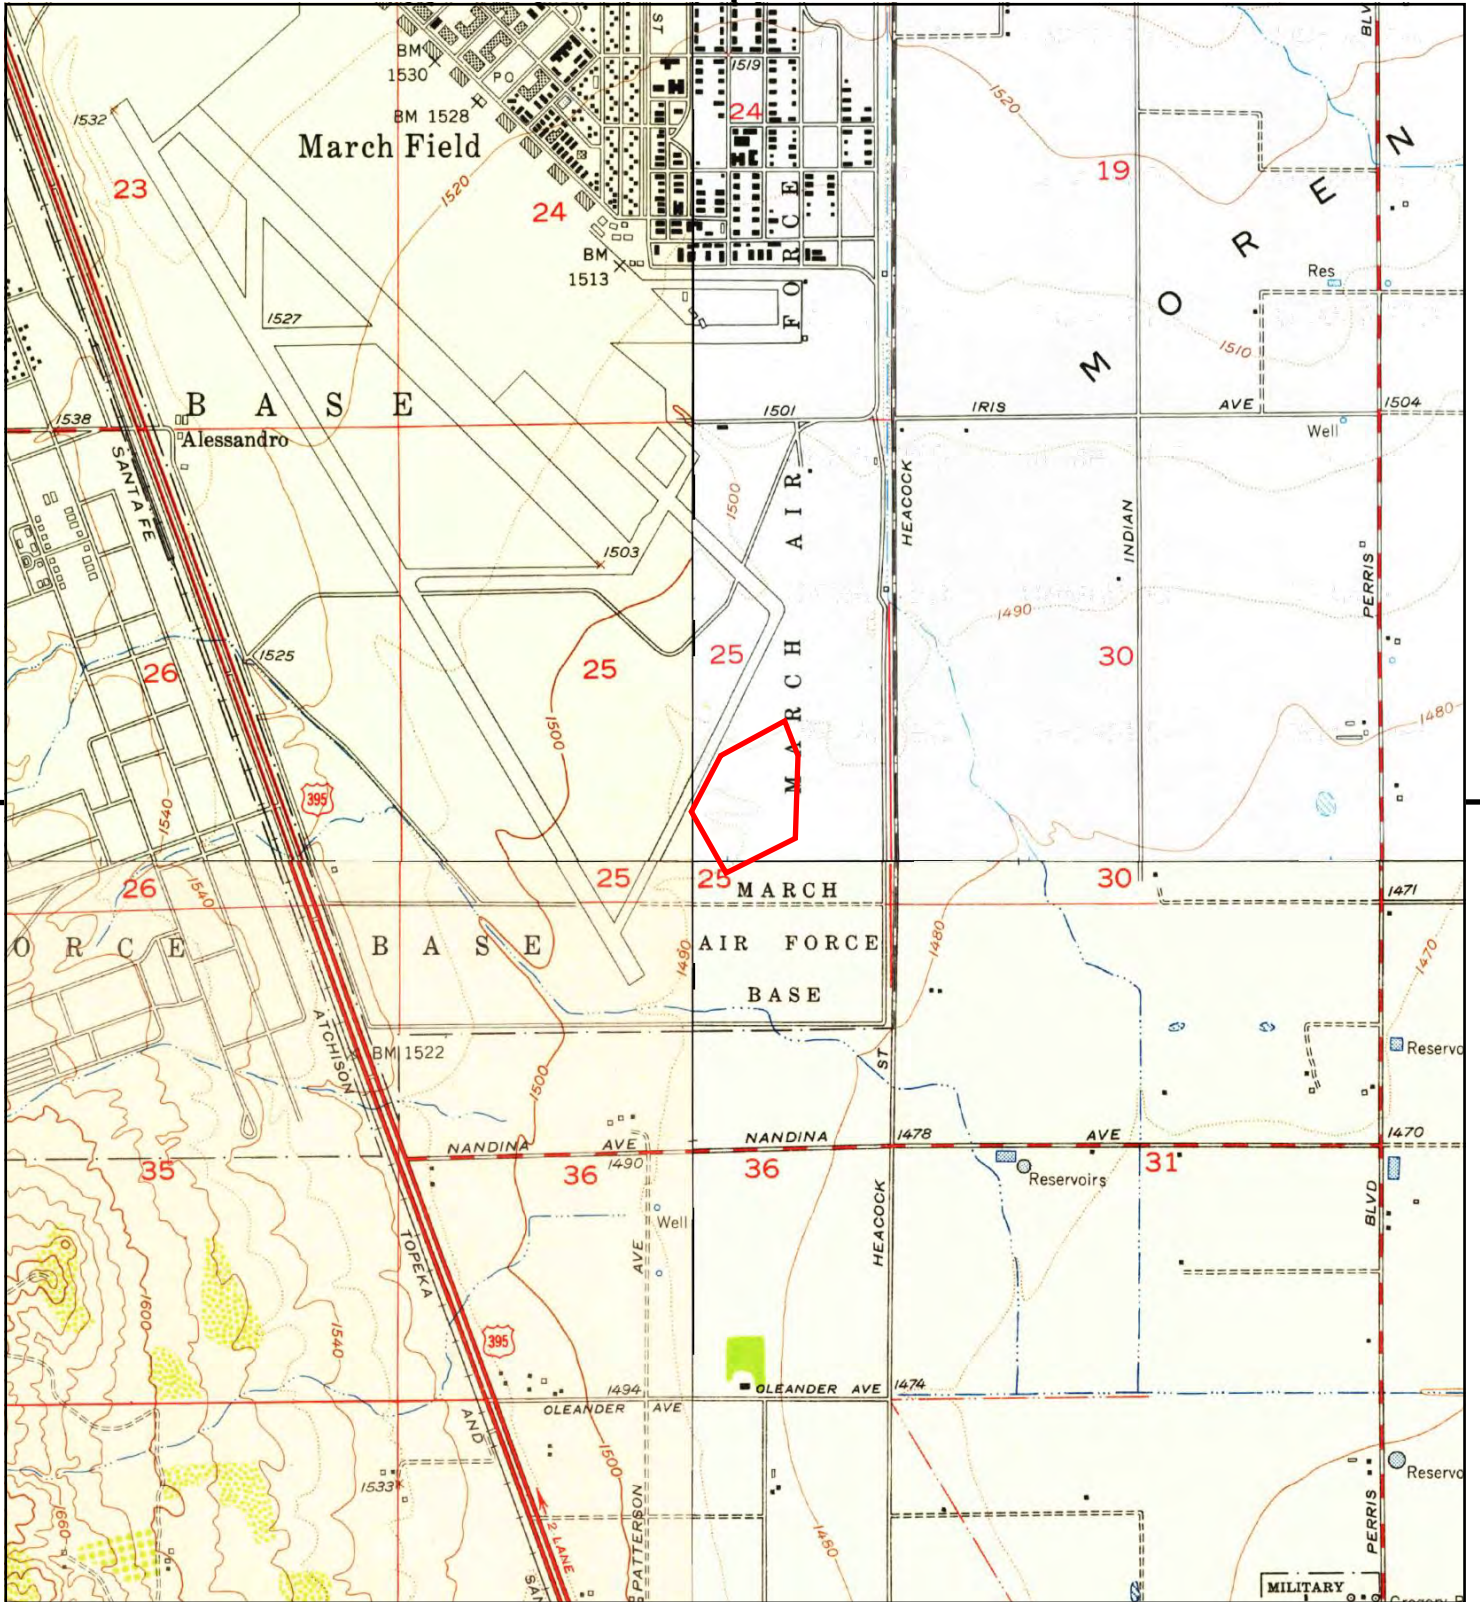 ST
BLV
BM
1530
PO
1519
BM 1528
24
1520
1532
March Field
N
23
19
1520
24
E
F O R C E
R
BM
1513
Res
O
1527
1510
M
B A S E
1501
IRIS
AVE
1504
1538
Alessandro
Well
SANTA FE
1500
HEACOCK
INDIAN
1503
PERRIS
M A R C H   A I R
1490
25
25
30
1525
26
1500
1480
395
1540
25
25
30
26
1540
MARCH
1471
O R C E
B A S E
1490
AIR FORCE
1480
1470
BASE
ATCHISON
ST
BM 1522
Reservo
1500
NANDINA
AVE
NANDINA
1478
AVE
1470
35
36
1490
36
31
Reservoirs
TOPEKA
AVE
Well
HEACOCK
BLVD
1600
1540
395
1494
OLEANDER AVE
1474
OLEANDER
AVE
AND
1500
1533
Reservo
PATTERSON
1660
2 LANE
1480
PERRIS
SAN
MILITARY